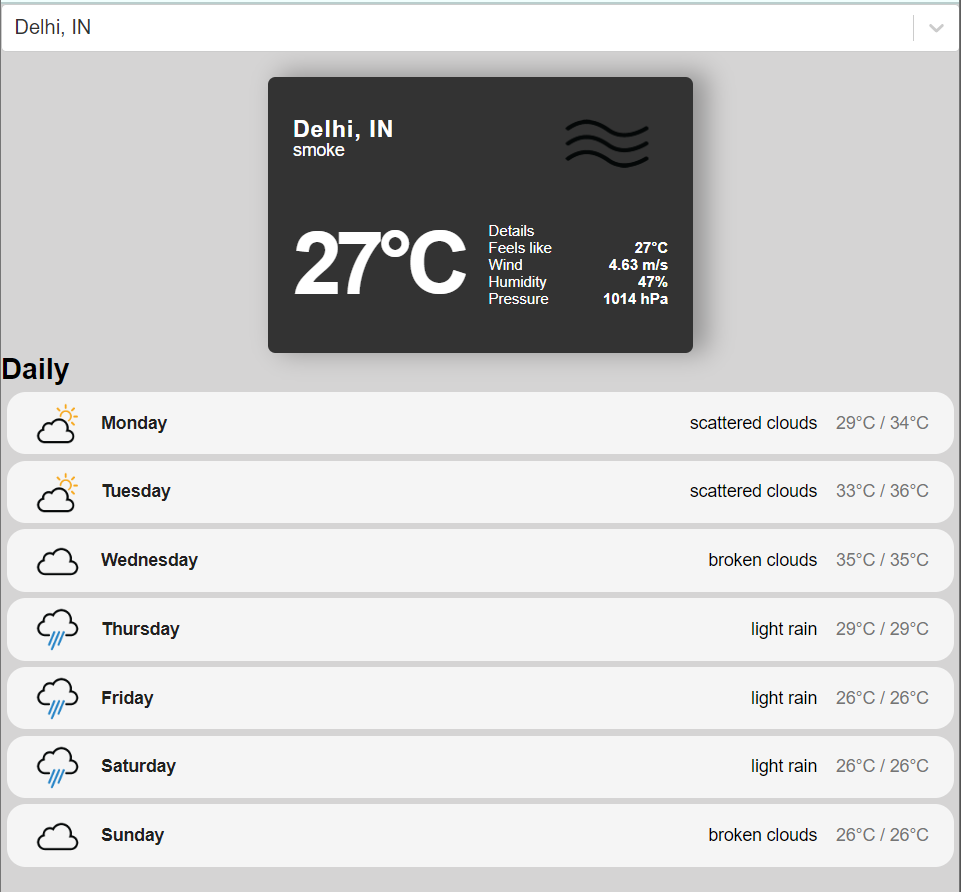 Delhi, IN
Delhi, IN
smoke
27°C
Details
Feels like 27°C
Wind 4.63 m/s
Humidity 47%
Pressure 1014 hPa
Daily
Monday scattered clouds 29°C / 34°C
Tuesday scattered clouds 33°C / 36°C
Wednesday broken clouds 35°C / 35°C
Thursday light rain 29°C / 29°C
Friday light rain 26°C / 26°C
Saturday light rain 26°C / 26°C
Sunday broken clouds 26°C / 26°C